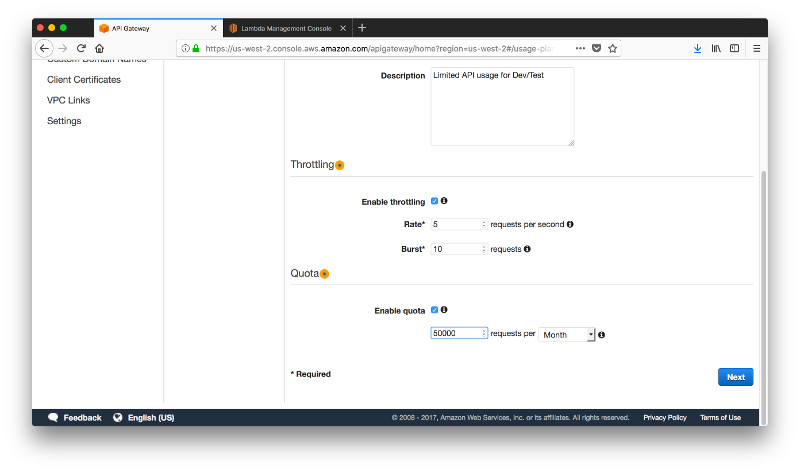 API Gateway
Lambda Management Console
https://us-west-2.console.aws.amazon.com/apigateway/home?region=us-west-2#/usage-pla
Custom Domain Names
Client Certificates
VPC Links
Settings
Description
Limited API usage for Dev/Test
Throttling
Enable throttling
Rate* 5 requests per second
Burst* 10 requests
Quota
Enable quota
50000 requests per Month
* Required
Next
Feedback English (US) © 2008 - 2017, Amazon Web Services, Inc. or its affiliates. All rights reserved. Privacy Policy Terms of Use